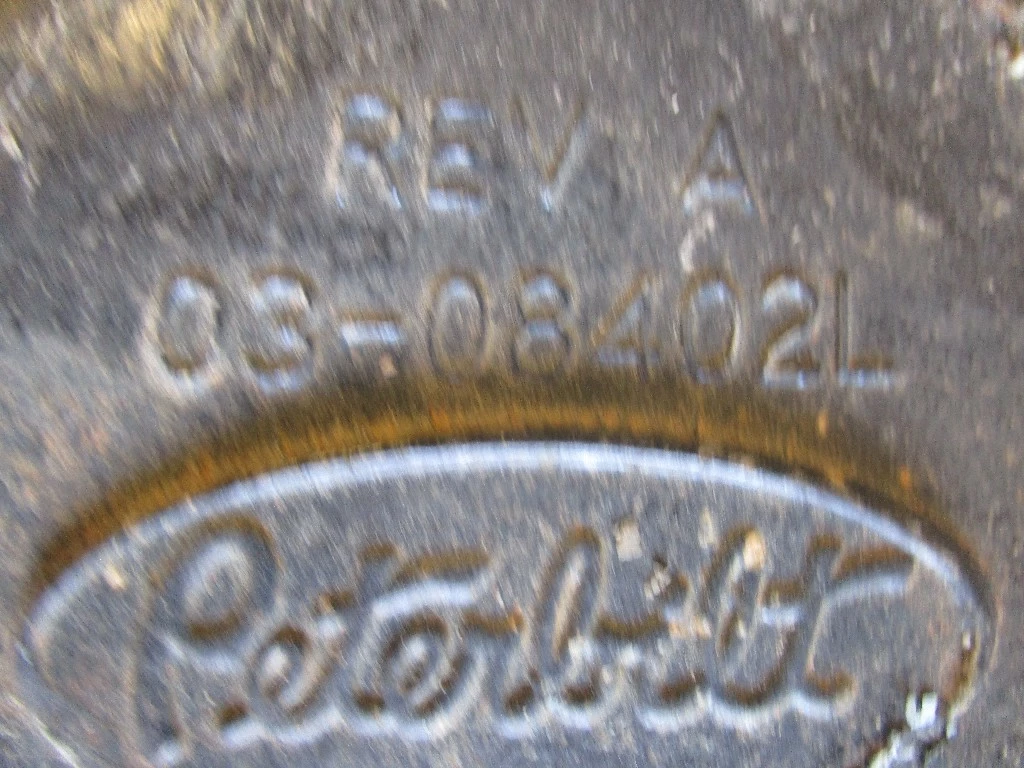 REV A
03-08402L
Peterbilt